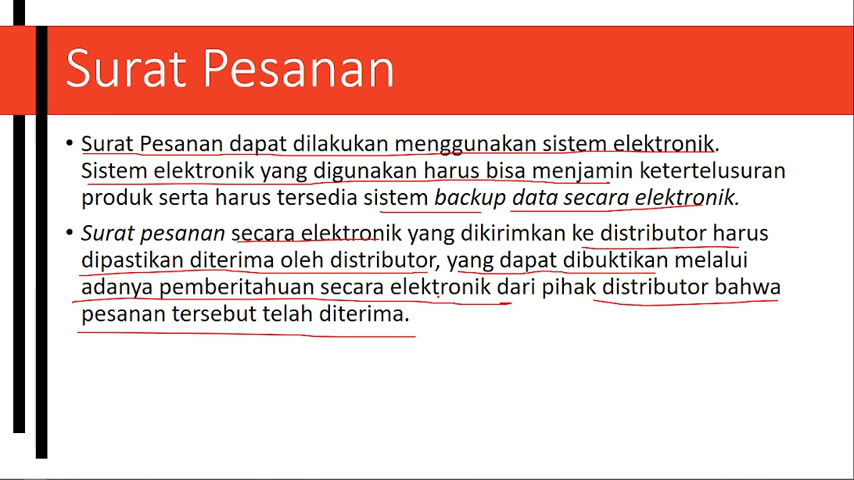 Surat Pesanan
• Surat Pesanan dapat dilakukan menggunakan sistem elektronik.
Sistem elektronik yang digunakan harus bisa menjamin ketertelusuran
produk serta harus tersedia sistem backup data secara elektronik.
• Surat pesanan secara elektronik yang dikirimkan ke distributor harus
dipastikan diterima oleh distributor, yang dapat dibuktikan melalui
adanya pemberitahuan secara elektronik dari pihak distributor bahwa
pesanan tersebut telah diterima.